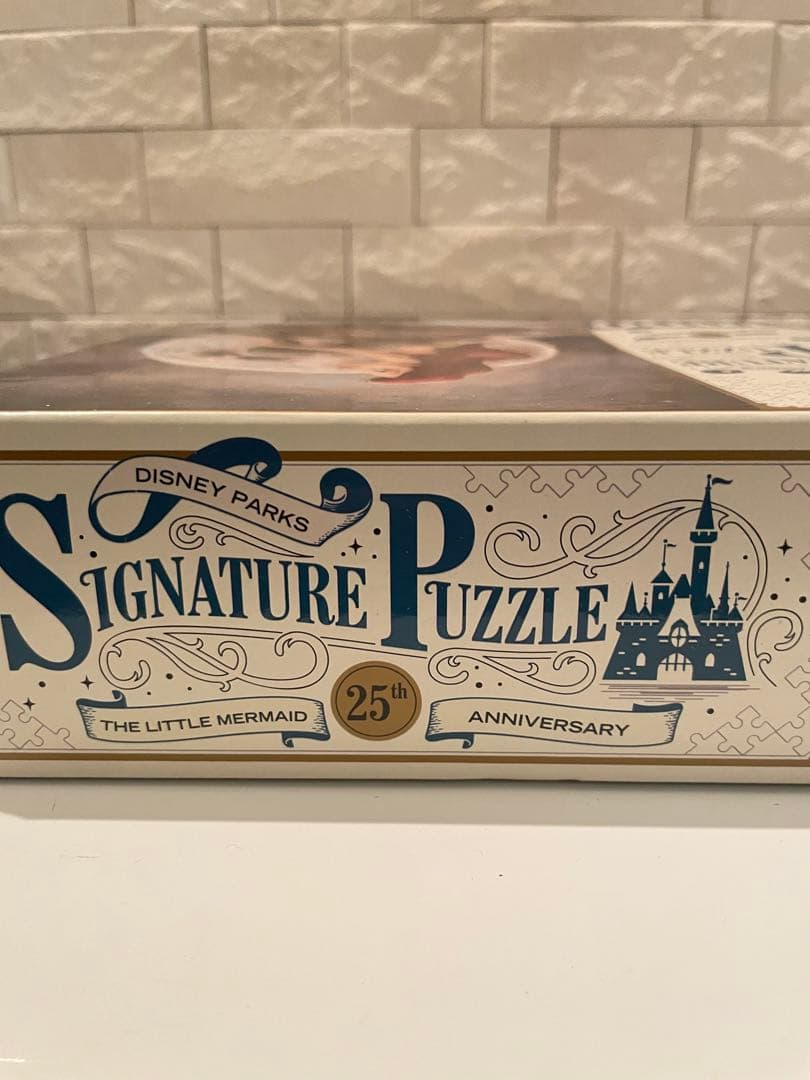 DISNEY PARKS
SIGNATURE PUZZLE
THE LITTLE MERMAID 25th ANNIVERSARY